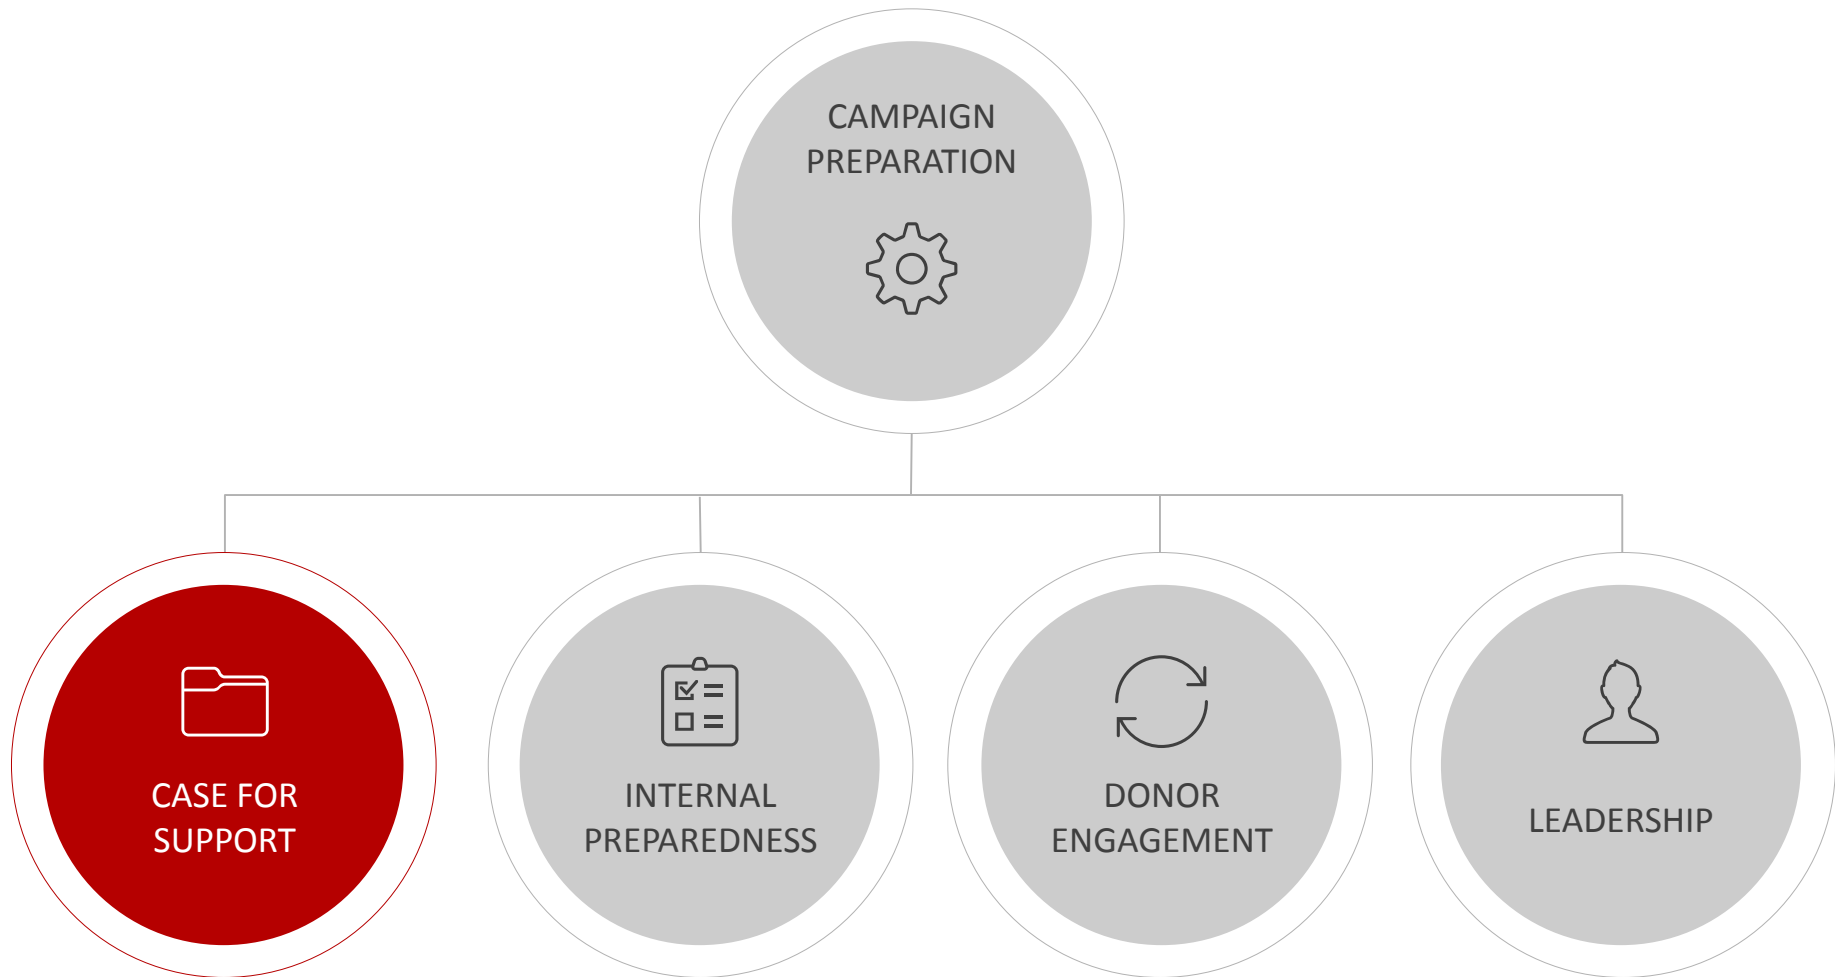 CAMPAIGN
PREPARATION
CASE FOR
SUPPORT
INTERNAL
PREPAREDNESS
DONOR
ENGAGEMENT
LEADERSHIP